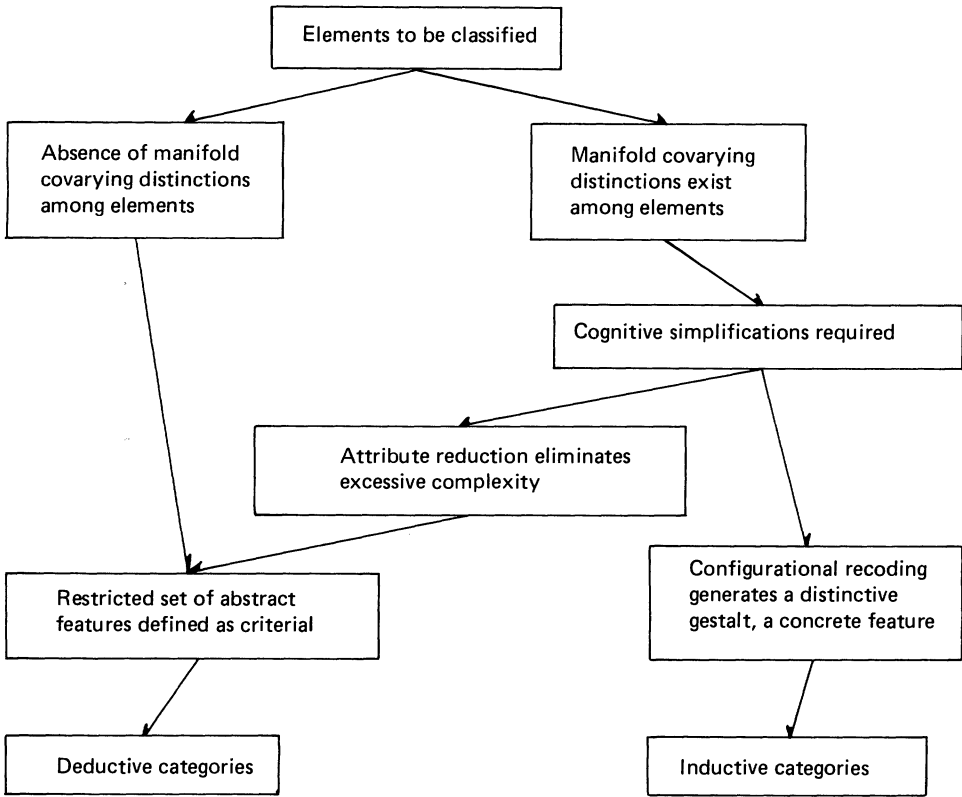 Elements to be classified
Absence of manifold
covarying distinctions
among elements
Manifold covarying
distinctions exist
among elements
Cognitive simplifications required
Attribute reduction eliminates
excessive complexity
Restricted set of abstract
features defined as criterial
Configurational recoding
generates a distinctive
gestalt, a concrete feature
Deductive categories
Inductive categories